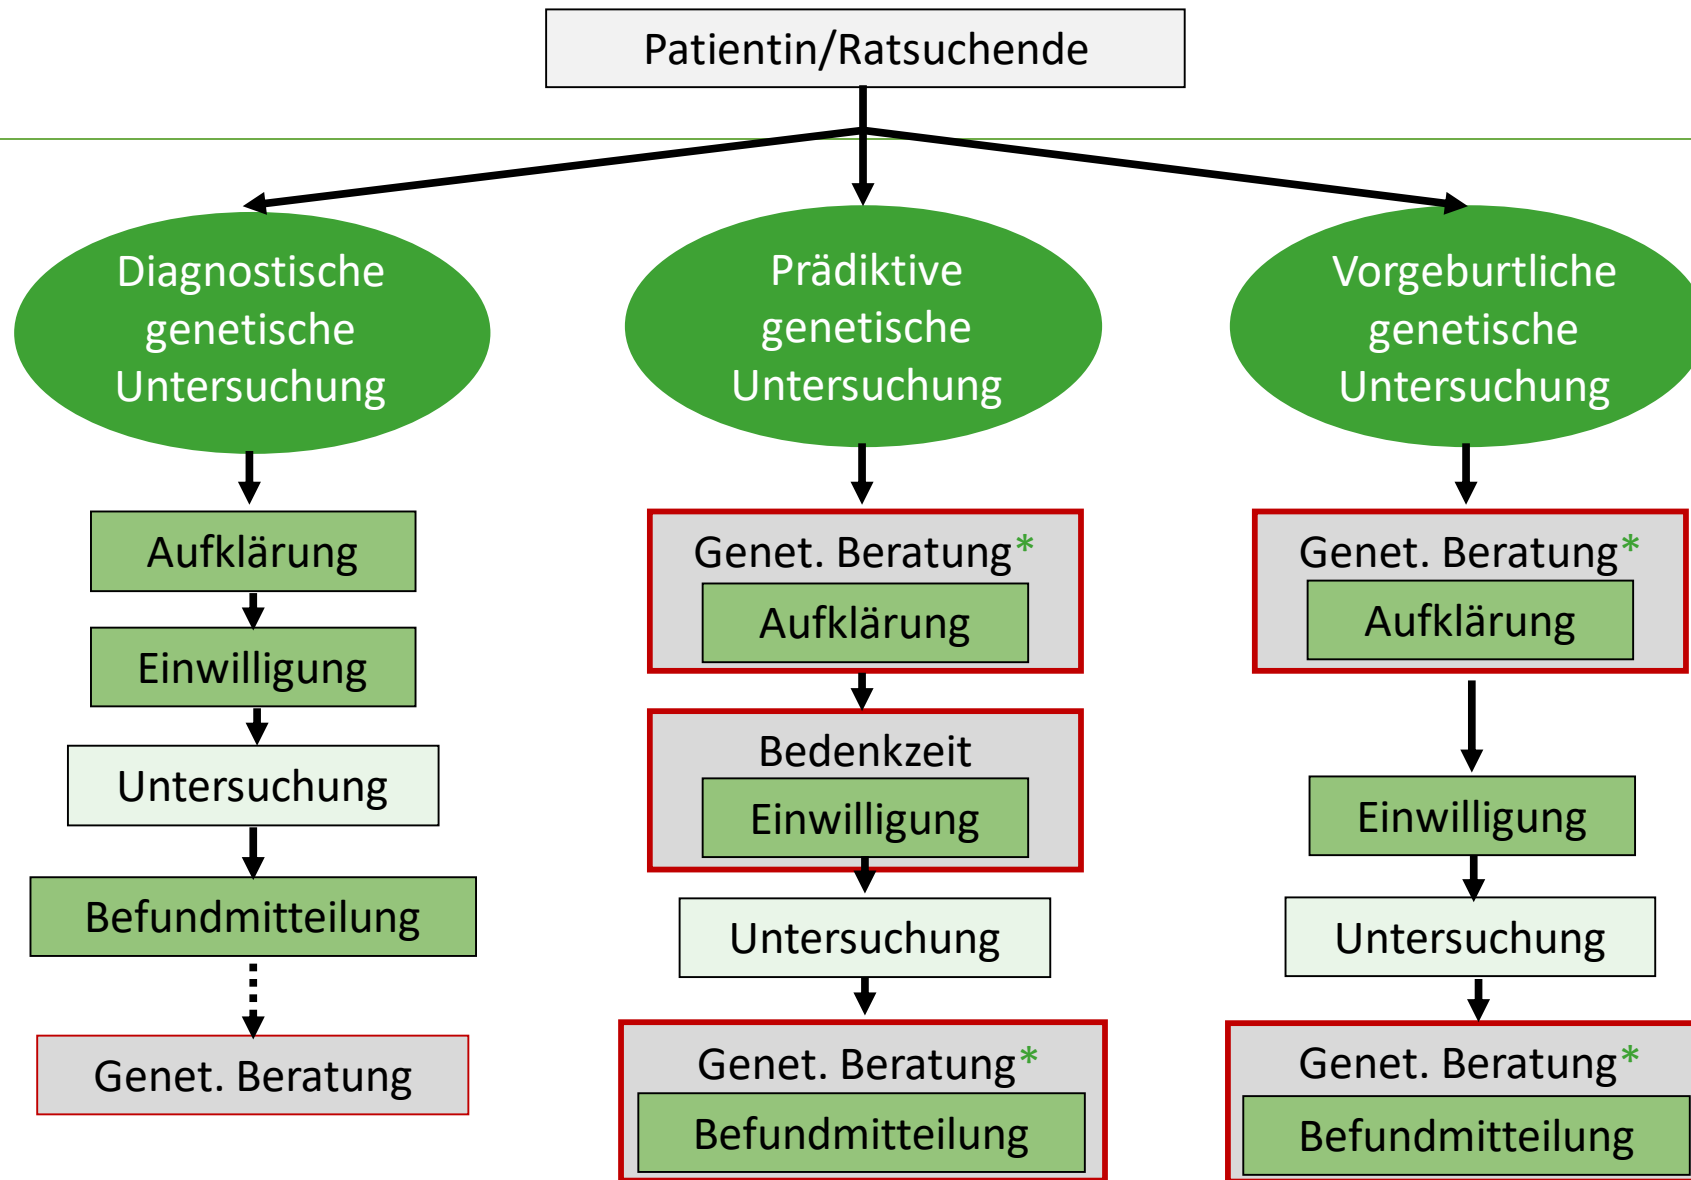 Patientin/Ratsuchende
Diagnostische
genetische
Untersuchung
Aufklärung
Einwilligung
Untersuchung
Befundmitteilung
Genet. Beratung
Prädiktive
genetische
Untersuchung
Genet. Beratung*
Aufklärung
Bedenkzeit
Einwilligung
Untersuchung
Genet. Beratung*
Befundmitteilung
Vorgeburtliche
genetische
Untersuchung
Genet. Beratung*
Aufklärung
Einwilligung
Untersuchung
Genet. Beratung*
Befundmitteilung